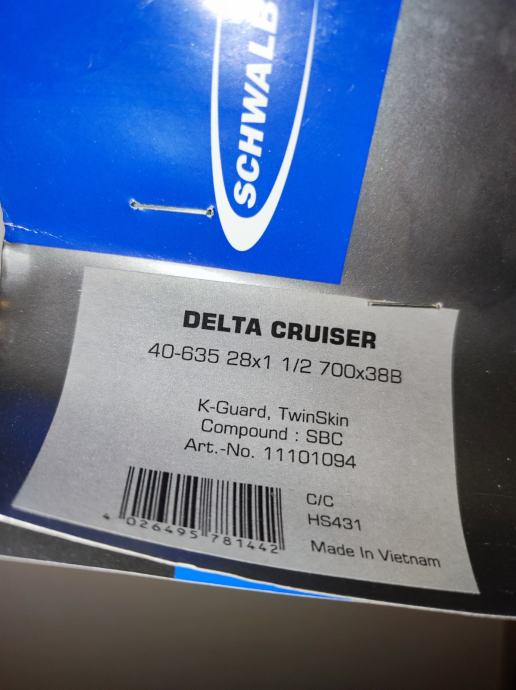 SCHWALB
DELTA CRUISER
40-635 28x1 1/2 700x38B
K-Guard, TwinSkin
Compound : SBC
Art.-No. 11101094
C/C
HS431
4 026495 781442
Made In Vietnam